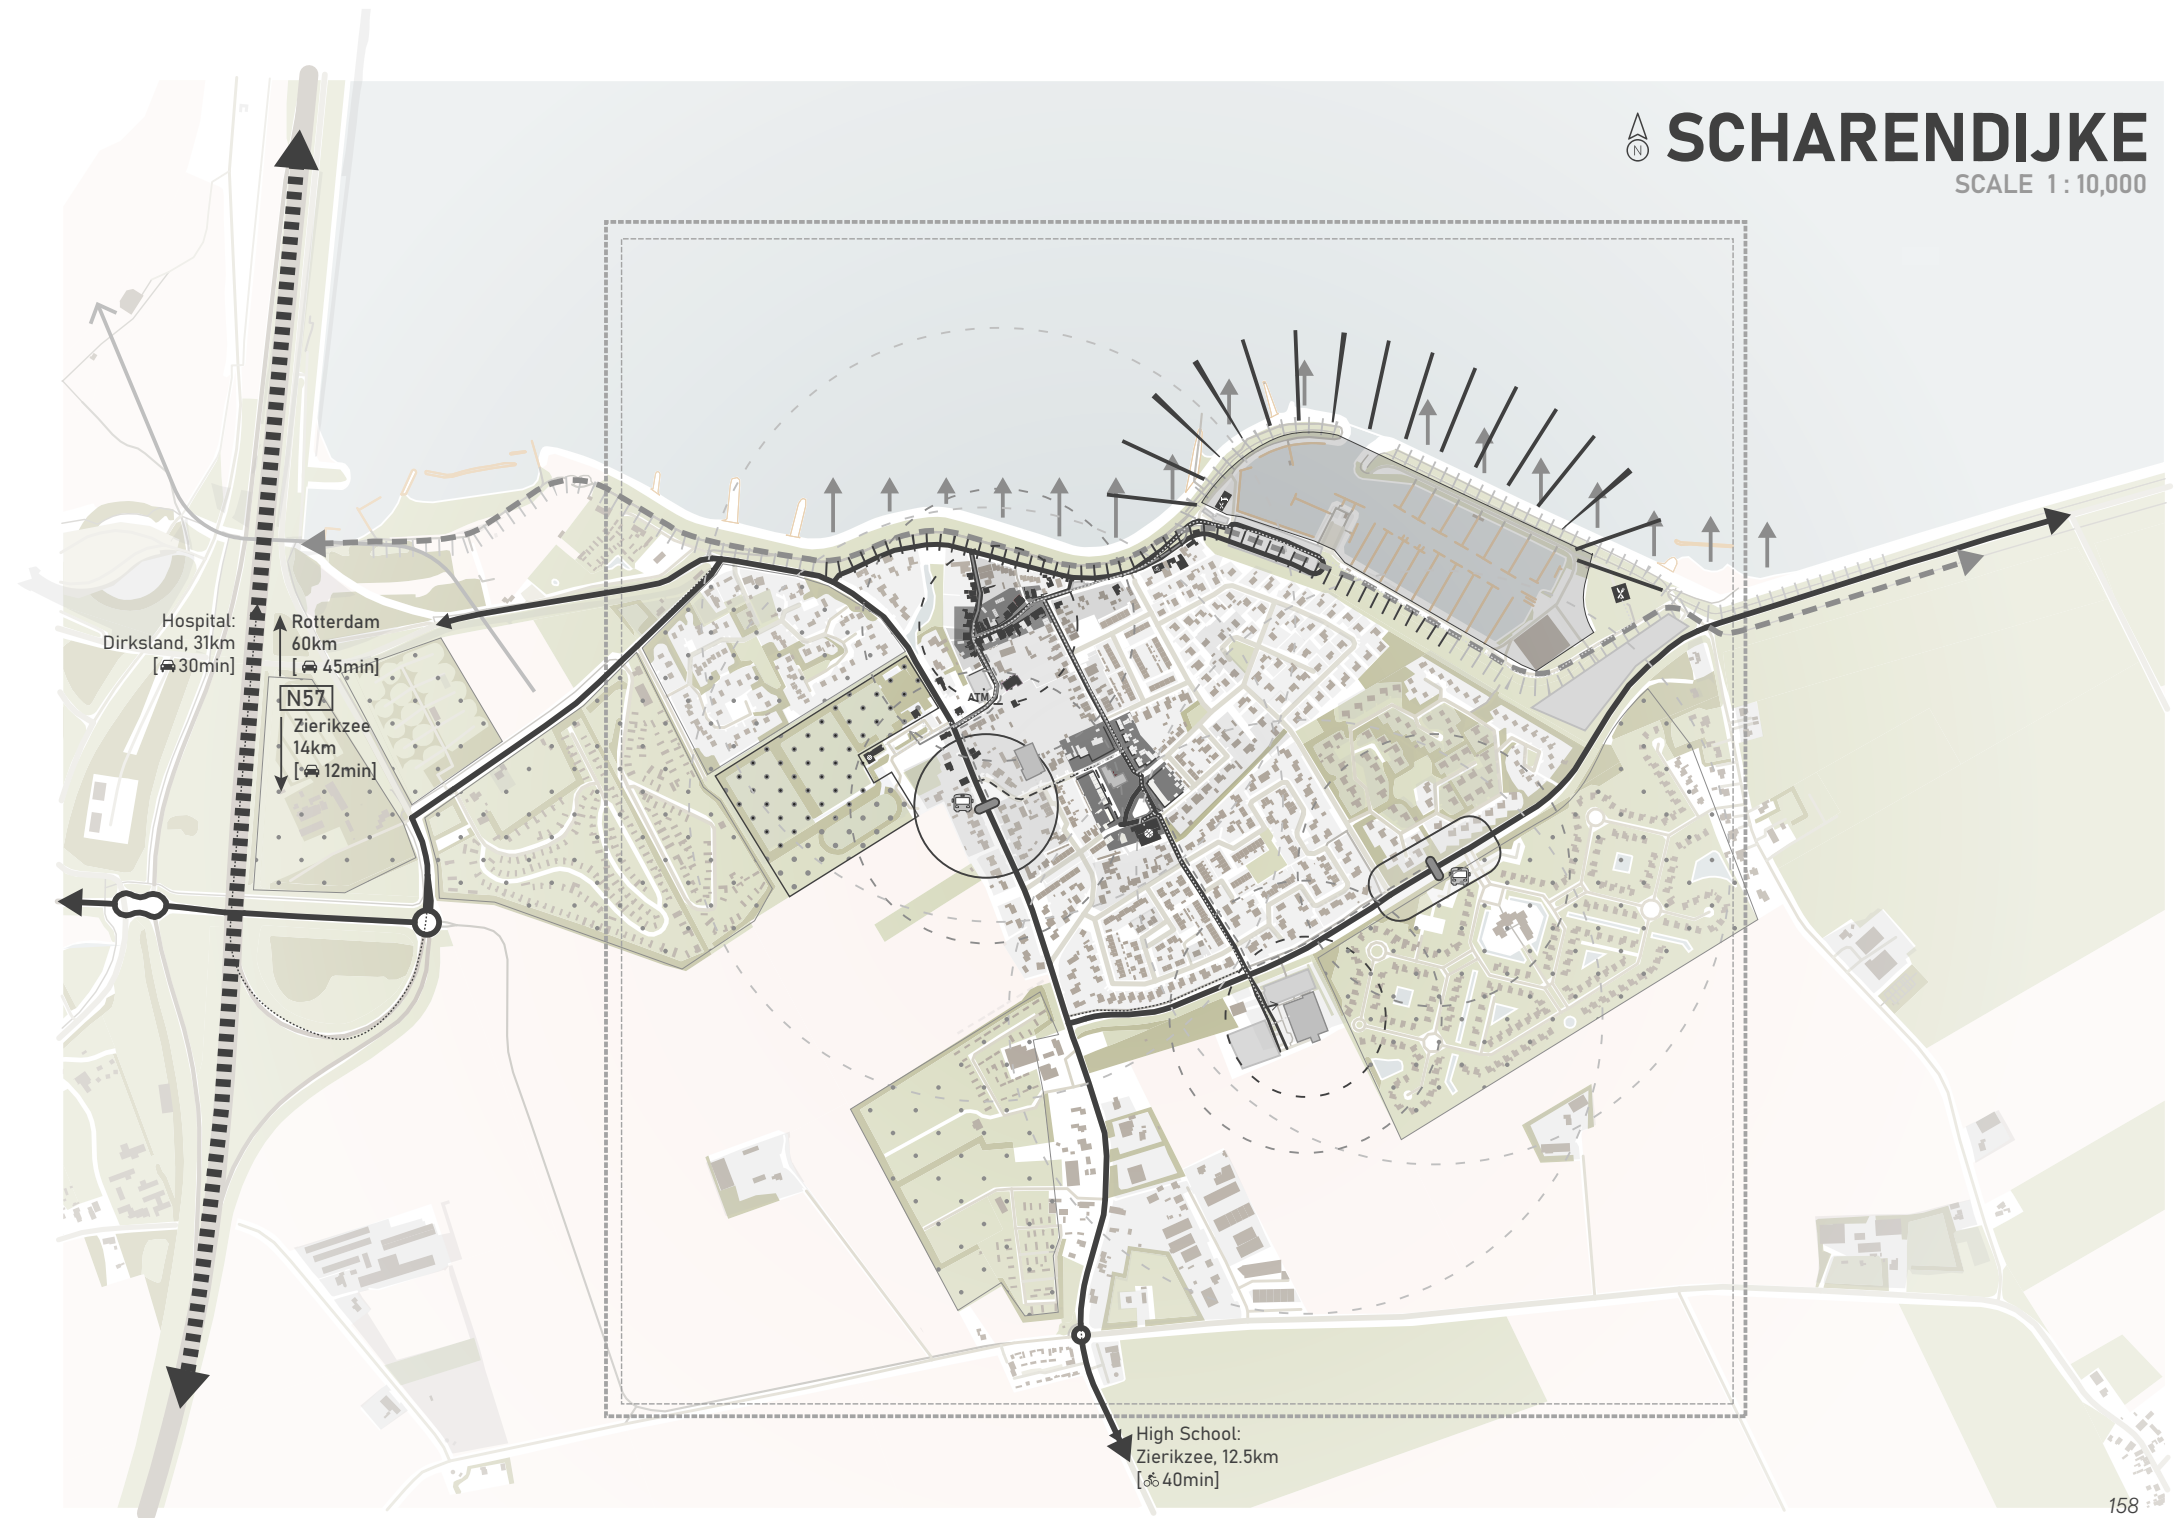 N
SCHARENDIJKE
SCALE 1 : 10,000
Hospital:
Dirksland, 31km
[30min]
Rotterdam
60km
[45min]
N57
Zierikzee
14km
[12min]
ATM
High School:
Zierikzee, 12.5km
[40min]
158